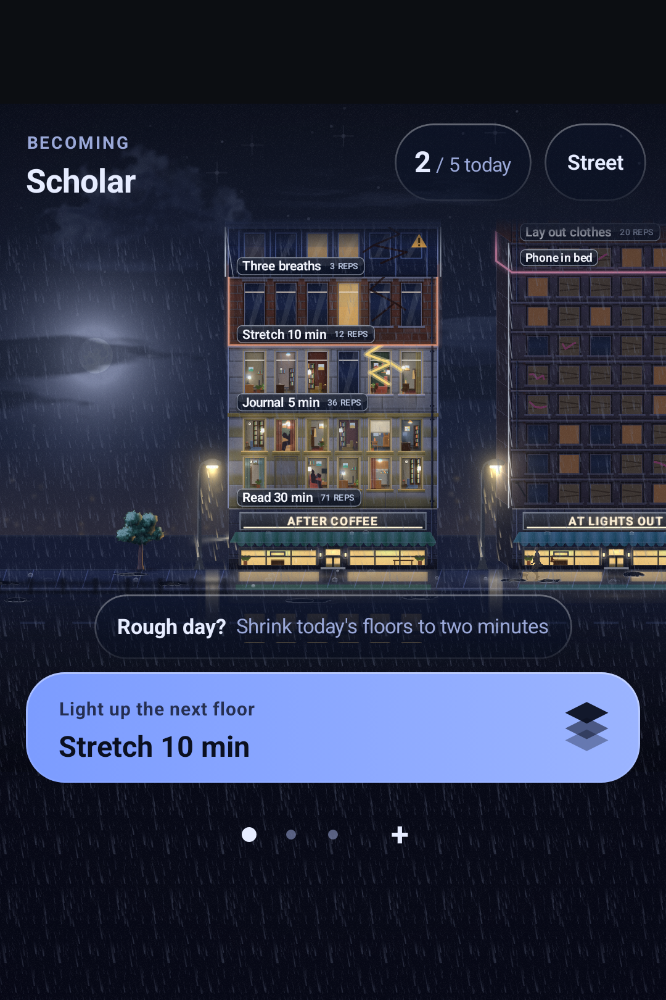 BECOMING
Scholar
2 / 5 today
Street
Three breaths 3 REPS
Stretch 10 min 12 REPS
Journal 5 min 36 REPS
Read 30 min 71 REPS
AFTER COFFEE
Lay out clothes 20 REPS
Phone in bed
AT LIGHTS OUT
Rough day? Shrink today's floors to two minutes
Light up the next floor
Stretch 10 min